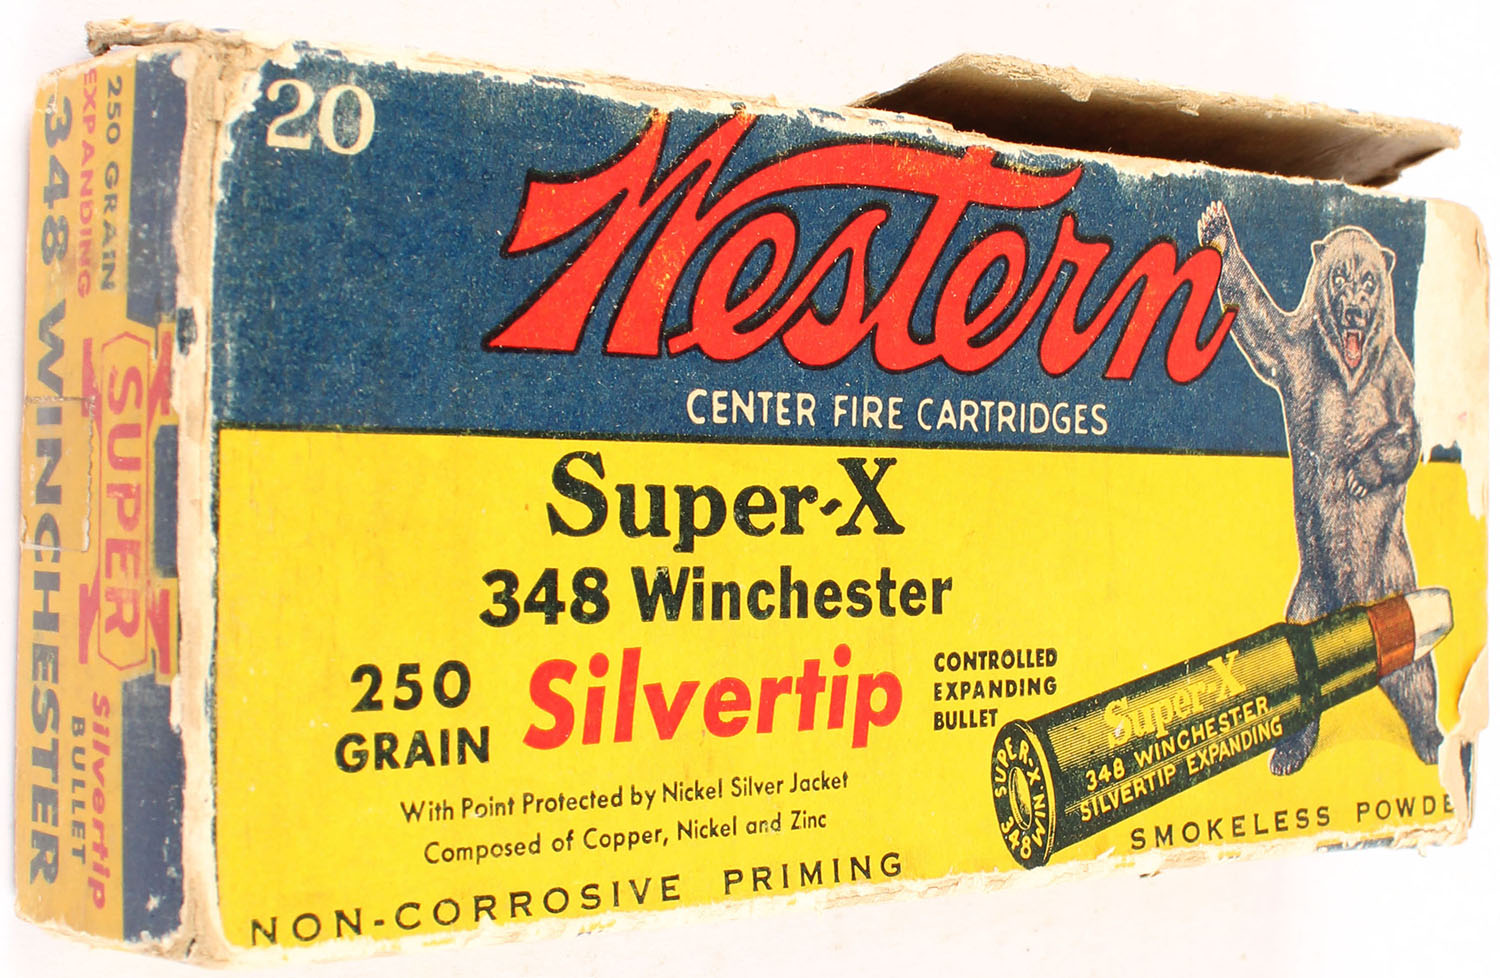 20
Western
CENTER FIRE CARTRIDGES
Super-X
348 Winchester
250
GRAIN
Silvertip
CONTROLLED
EXPANDING
BULLET
With Point Protected by Nickel Silver Jacket
Composed of Copper, Nickel and Zinc
NON-CORROSIVE PRIMING
SMOKELESS POWDE
Super-X
348 WINCHESTER
SILVERTIP EXPANDING
SUPER-X
348 WIN
250 GRAIN
EXPANDING
348 WINCHESTER
SUPER
X
Silvertip
BULLET